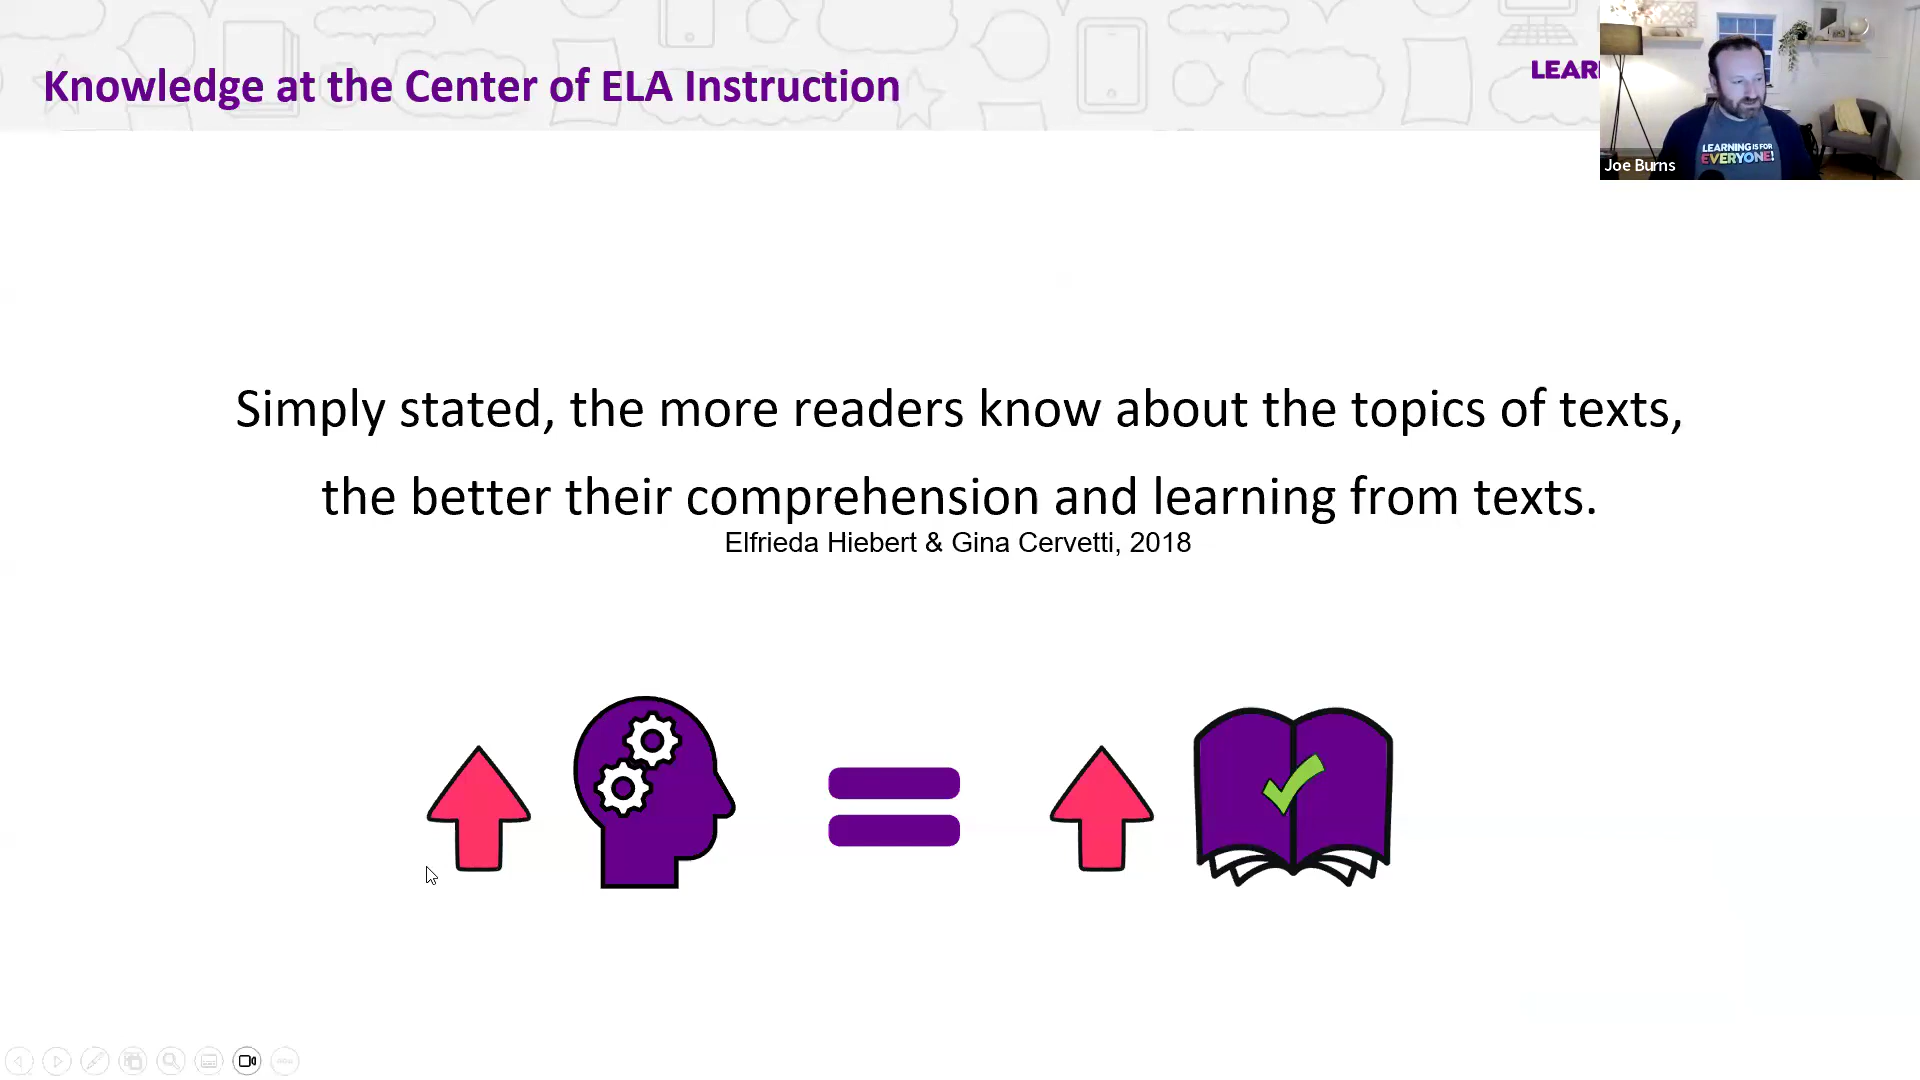 Knowledge at the Center of ELA Instruction
LEAR
LEARNING IS FOR
EVERYONE!
Joe Burns
Simply stated, the more readers know about the topics of texts,
the better their comprehension and learning from texts.
Elfrieda Hiebert & Gina Cervetti, 2018